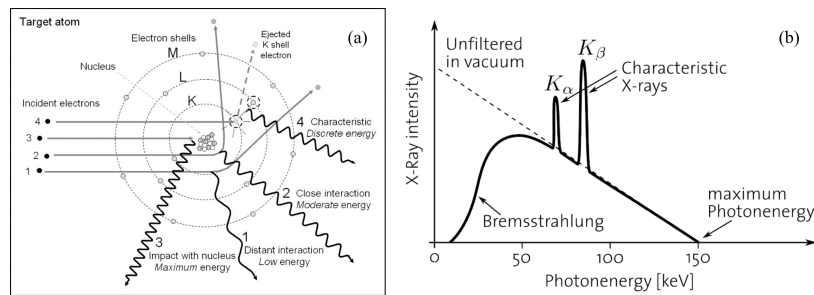 Target atom
(a)
Electron shells
Ejected
K shell
electron
M
L
K
Nucleus
Incident electrons
4
3
2
1
4
Characteristic
Discrete energy
2
Close interaction
Moderate energy
1
Distant interaction
Low energy
3
Impact with nucleus
Maximum energy
(b)
X-Ray intensity
Unfiltered
in vacuum
Kα
Kβ
Characteristic
X-rays
Bremsstrahlung
maximum
Photonenergy
0
50
100
150
Photonenergy [keV]